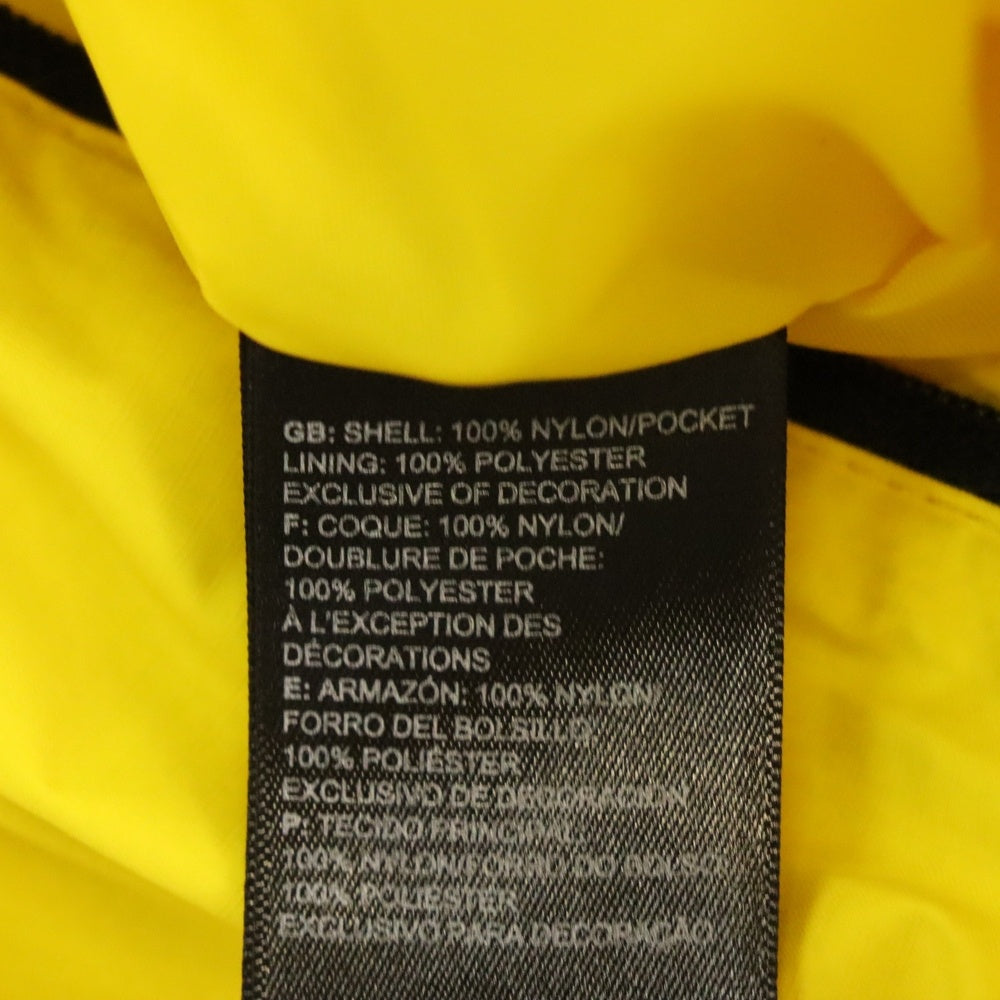 GB: SHELL: 100% NYLON/POCKET
LINING: 100% POLYESTER
EXCLUSIVE OF DECORATION
F: COQUE: 100% NYLON/
DOUBLURE DE POCHE:
100% POLYESTER
À L'EXCEPTION DES
DÉCORATIONS
E: ARMAZÓN: 100% NYLON/
FORRO DEL BOLSILLO:
100% POLIÉSTER
EXCLUSIVO DE DECORACIÓN
P: TECIDO PRINCIPAL:
100% NYLON/FORRO DO BOLSO:
100% POLIÉSTER
EXCLUSIVO PARA DECORAÇÃO